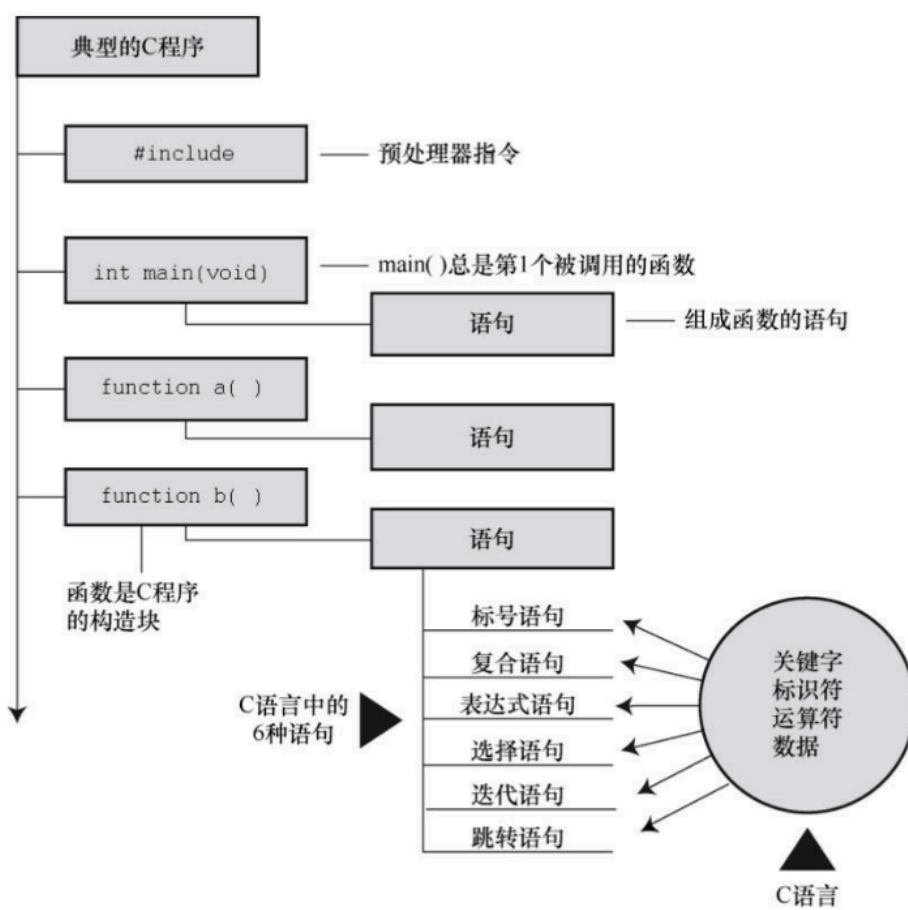 典型的C程序
#include
预处理器指令
int main(void)
main( )总是第1个被调用的函数
语句
组成函数的语句
function a( )
语句
function b( )
语句
函数是C程序
的构造块
标号语句
复合语句
表达式语句
选择语句
迭代语句
跳转语句
C语言中的
6种语句
关键字
标识符
运算符
数据
C语言